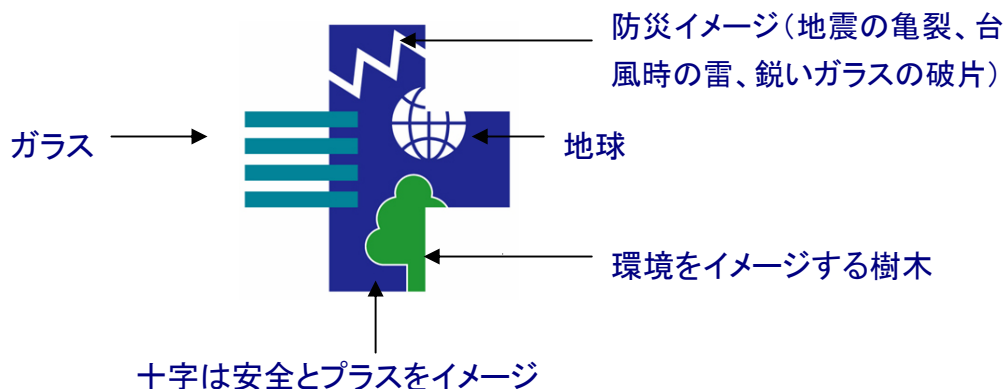 防災イメージ（地震の亀裂、台
風時の雷、鋭いガラスの破片）
ガラス
地球
環境をイメージする樹木
十字は安全とプラスをイメージ